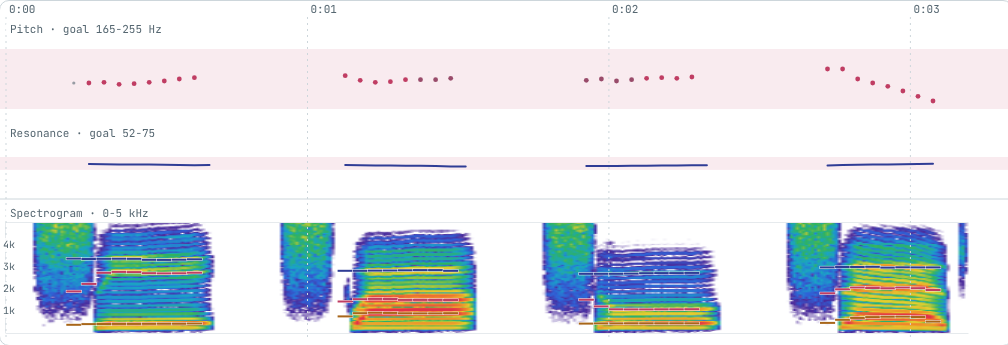 0:00 0:01 0:02 0:03
Pitch · goal 165-255 Hz
Resonance · goal 52-75
Spectrogram · 0-5 kHz
4k
3k
2k
1k